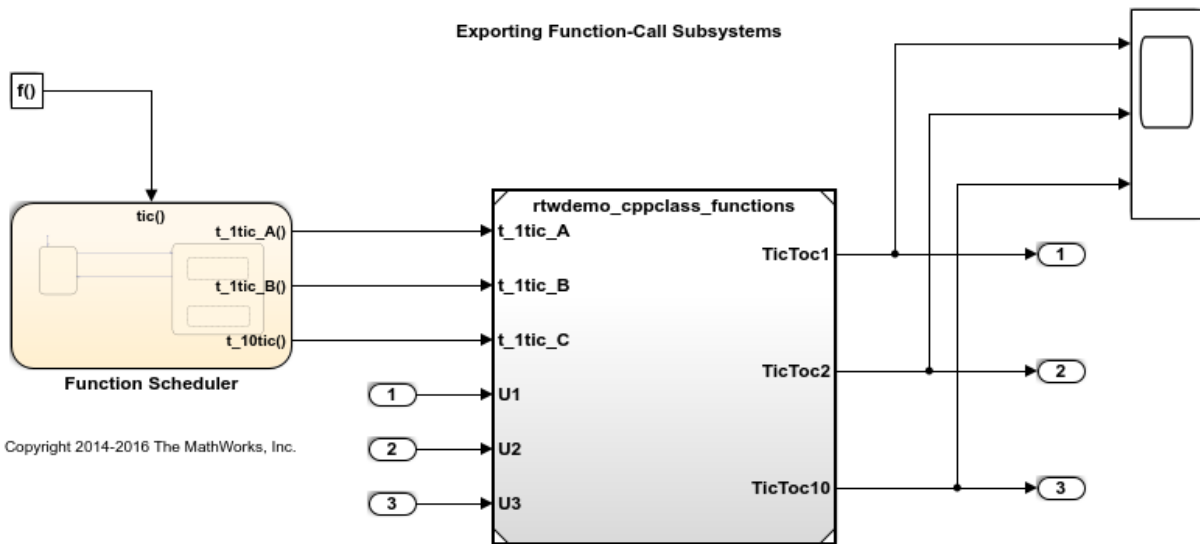 Exporting Function-Call Subsystems
f()
tic()
t_1tic_A()
t_1tic_B()
t_10tic()
Function Scheduler
Copyright 2014-2016 The MathWorks, Inc.
rtwdemo_cppclass_functions
t_1tic_A
t_1tic_B
t_1tic_C
1
U1
2
U2
3
U3
TicToc1
1
TicToc2
2
TicToc10
3